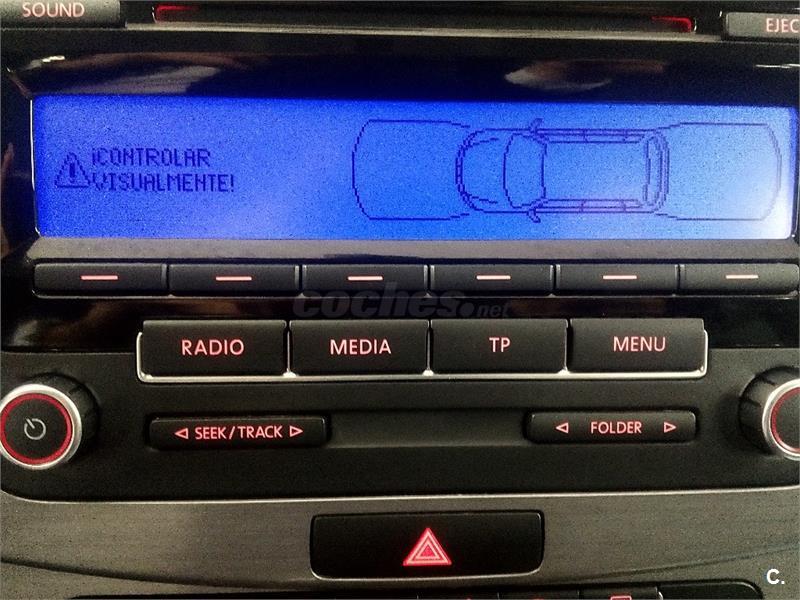 SOUND
EJEC
¡CONTROLAR
VISUALMENTE!
coches.net
RADIO MEDIA TP MENU
SEEK/TRACK FOLDER
C.